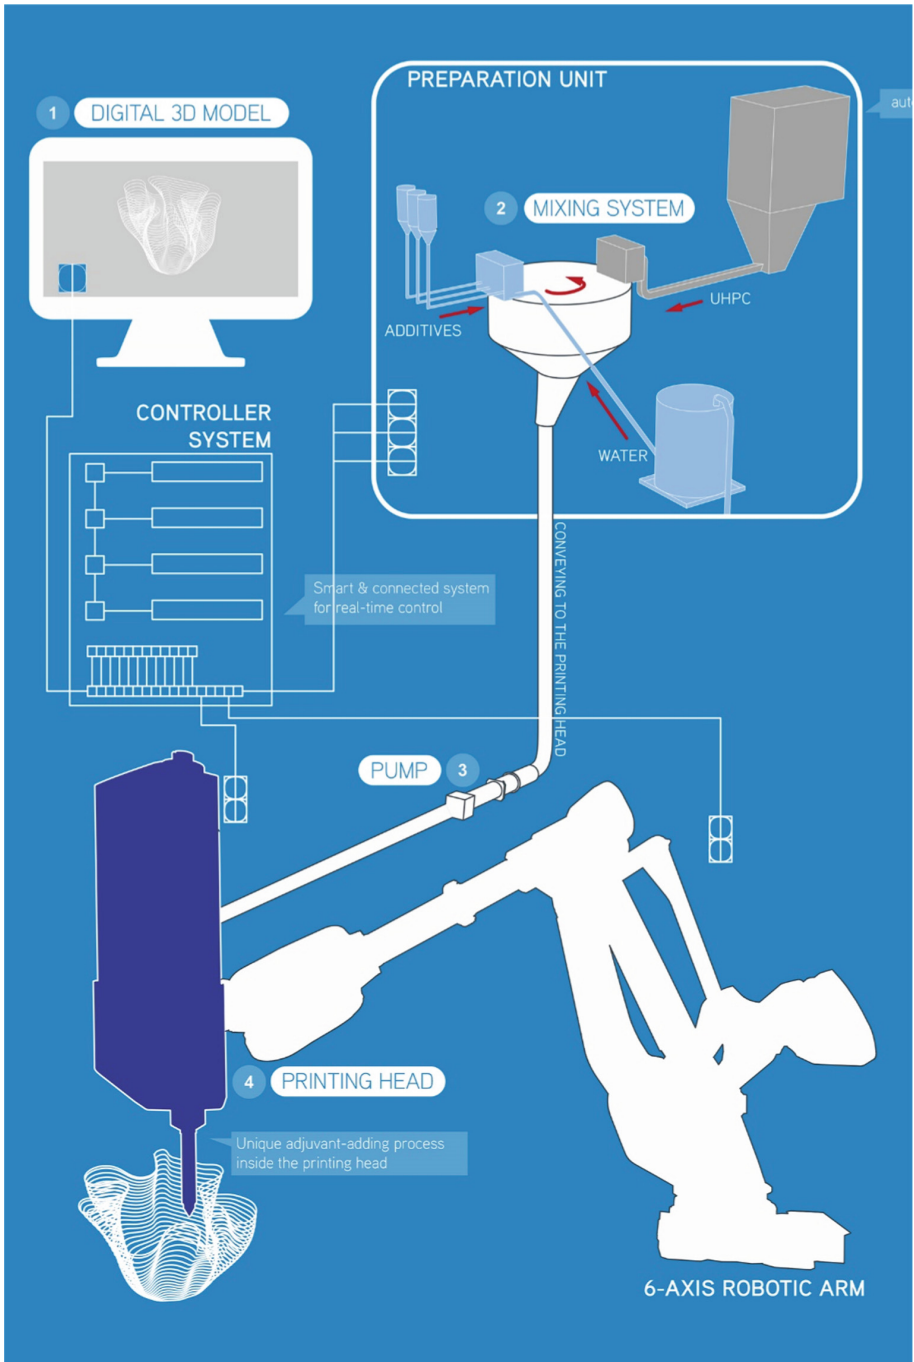 PREPARATION UNIT
1 DIGITAL 3D MODEL
2 MIXING SYSTEM
UHPC
ADDITIVES
WATER
CONTROLLER
SYSTEM
Smart & connected system
for real-time control
CONVEYING TO THE PRINTING HEAD
PUMP 3
4 PRINTING HEAD
Unique adjuvant-adding process
inside the printing head
6-AXIS ROBOTIC ARM